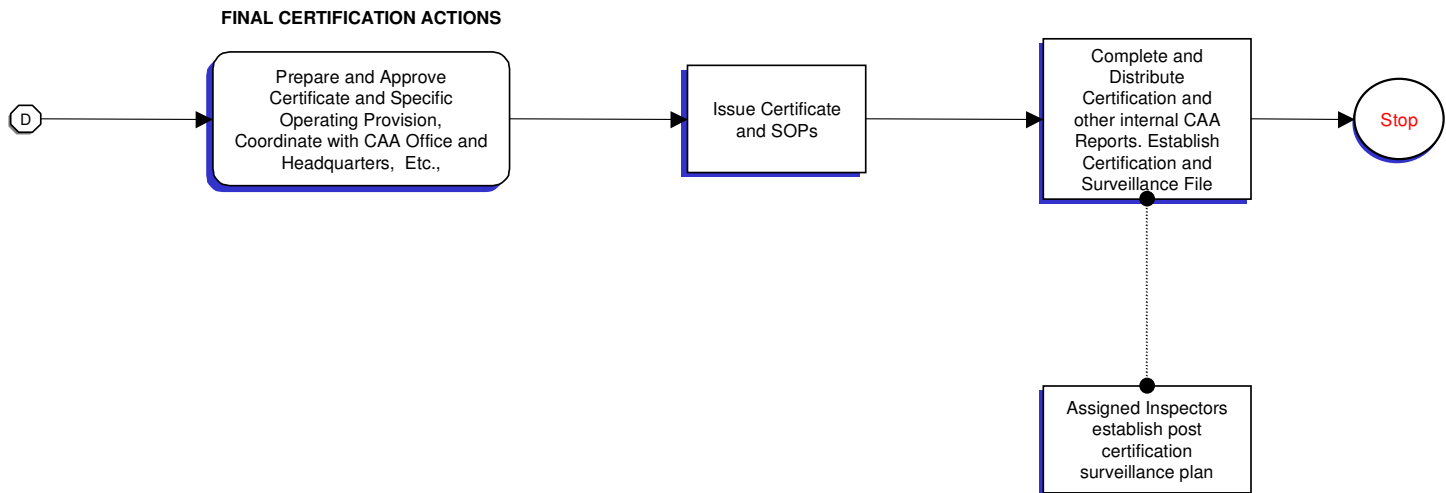 FINAL CERTIFICATION ACTIONS
D
Prepare and Approve
Certificate and Specific
Operating Provision,
Coordinate with CAA Office and
Headquarters,  Etc.,
Issue Certificate
and SOPs
Complete and
Distribute
Certification and
other internal CAA
Reports. Establish
Certification and
Surveillance File
Stop
Assigned Inspectors
establish post
certification
surveillance plan